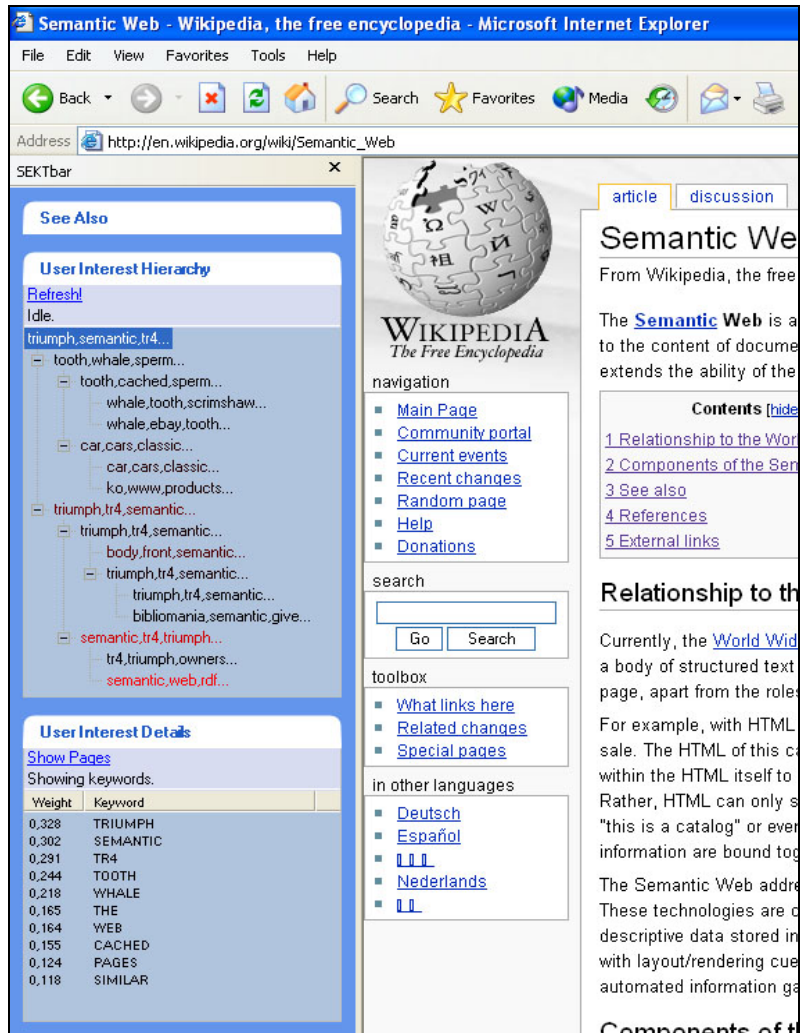 Semantic Web - Wikipedia, the free encyclopedia - Microsoft Internet Explorer
File Edit View Favorites Tools Help
Back Search Favorites Media
Address http://en.wikipedia.org/wiki/Semantic_Web
SEKTbar
See Also
User Interest Hierarchy
Refresh!
Idle.
triumph,semantic,tr4...
tooth,whale,sperm...
tooth,cached,sperm...
whale,tooth,scrimshaw...
whale,ebay,tooth...
car,cars,classic...
car,cars,classic...
ko,www,products...
triumph,tr4,semantic...
triumph,tr4,semantic...
body,front,semantic...
triumph,tr4,semantic...
triumph,tr4,semantic...
bibliomania,semantic,give...
semantic,tr4,triumph...
tr4,triumph,owners...
semantic,web,rdf...
User Interest Details
Show Pages
Showing keywords.
Weight Keyword
0,328 TRIUMPH
0,302 SEMANTIC
0,291 TR4
0,244 TOOTH
0,218 WHALE
0,165 THE
0,164 WEB
0,155 CACHED
0,124 PAGES
0,118 SIMILAR
WIKIPEDIA
The Free Encyclopedia
navigation
Main Page
Community portal
Current events
Recent changes
Random page
Help
Donations
search
Go Search
toolbox
What links here
Related changes
Special pages
in other languages
Deutsch
Español
Nederlands
article discussion
Semantic We
From Wikipedia, the free
The Semantic Web is a
to the content of docume
extends the ability of the
Contents [hide
1 Relationship to the Worl
2 Components of the Sem
3 See also
4 References
5 External links
Relationship to th
Currently, the World Wid
a body of structured text
page, apart from the roles
For example, with HTML
sale. The HTML of this ca
within the HTML itself to
Rather, HTML can only s
"this is a catalog" or ever
information are bound tog
The Semantic Web addre
These technologies are c
descriptive data stored in
with layout/rendering cue
automated information ga
Components of t